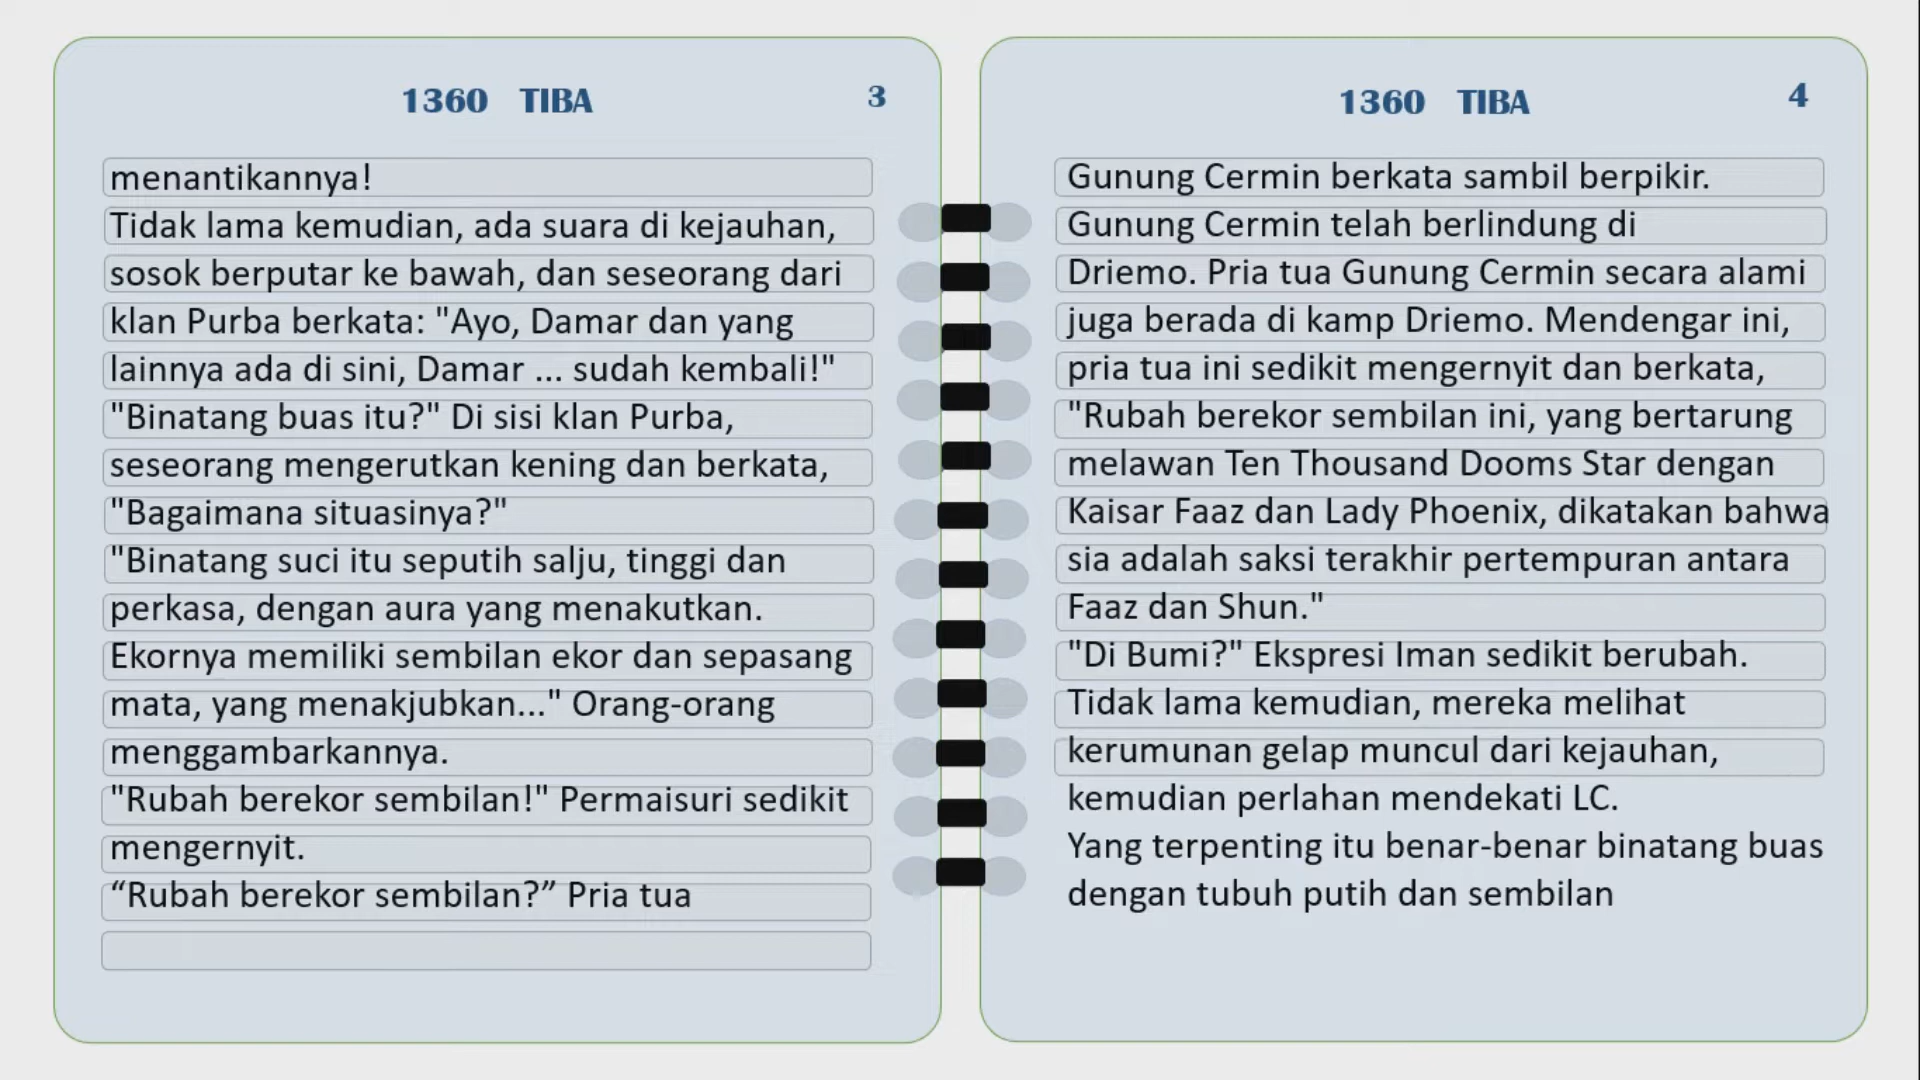 1360 TIBA 3
menantikannya!
Tidak lama kemudian, ada suara di kejauhan,
sosok berputar ke bawah, dan seseorang dari
klan Purba berkata: "Ayo, Damar dan yang
lainnya ada di sini, Damar ... sudah kembali!"
"Binatang buas itu?" Di sisi klan Purba,
seseorang mengerutkan kening dan berkata,
"Bagaimana situasinya?"
"Binatang suci itu seputih salju, tinggi dan
perkasa, dengan aura yang menakutkan.
Ekornya memiliki sembilan ekor dan sepasang
mata, yang menakjubkan..." Orang-orang
menggambarkannya.
"Rubah berekor sembilan!" Permaisuri sedikit
mengernyit.
“Rubah berekor sembilan?” Pria tua
1360 TIBA 4
Gunung Cermin berkata sambil berpikir.
Gunung Cermin telah berlindung di
Driemo. Pria tua Gunung Cermin secara alami
juga berada di kamp Driemo. Mendengar ini,
pria tua ini sedikit mengernyit dan berkata,
"Rubah berekor sembilan ini, yang bertarung
melawan Ten Thousand Dooms Star dengan
Kaisar Faaz dan Lady Phoenix, dikatakan bahwa
sia adalah saksi terakhir pertempuran antara
Faaz dan Shun."
"Di Bumi?" Ekspresi Iman sedikit berubah.
Tidak lama kemudian, mereka melihat
kerumunan gelap muncul dari kejauhan,
kemudian perlahan mendekati LC.
Yang terpenting itu benar-benar binatang buas
dengan tubuh putih dan sembilan